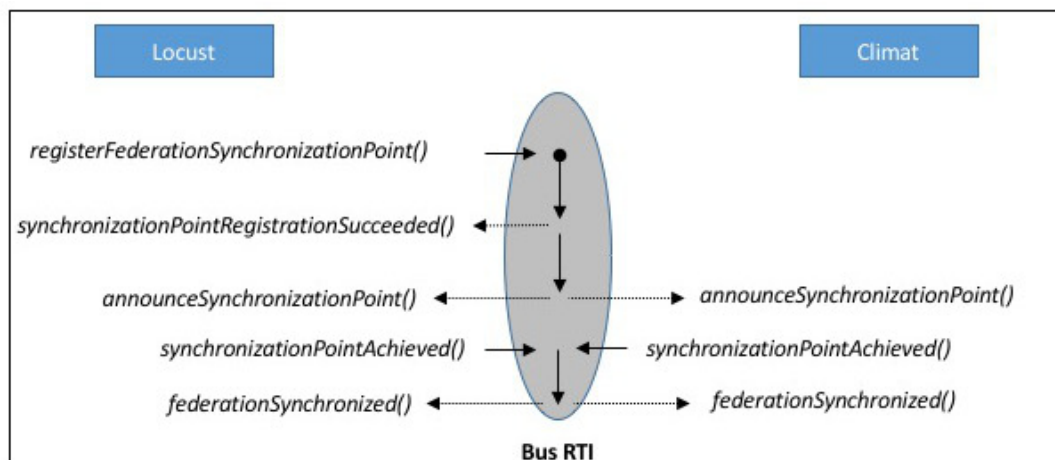 Locust
Climat
registerFederationSynchronizationPoint()
synchronizationPointRegistrationSucceeded()
announceSynchronizationPoint()
announceSynchronizationPoint()
synchronizationPointAchieved()
synchronizationPointAchieved()
federationSynchronized()
federationSynchronized()
Bus RTI